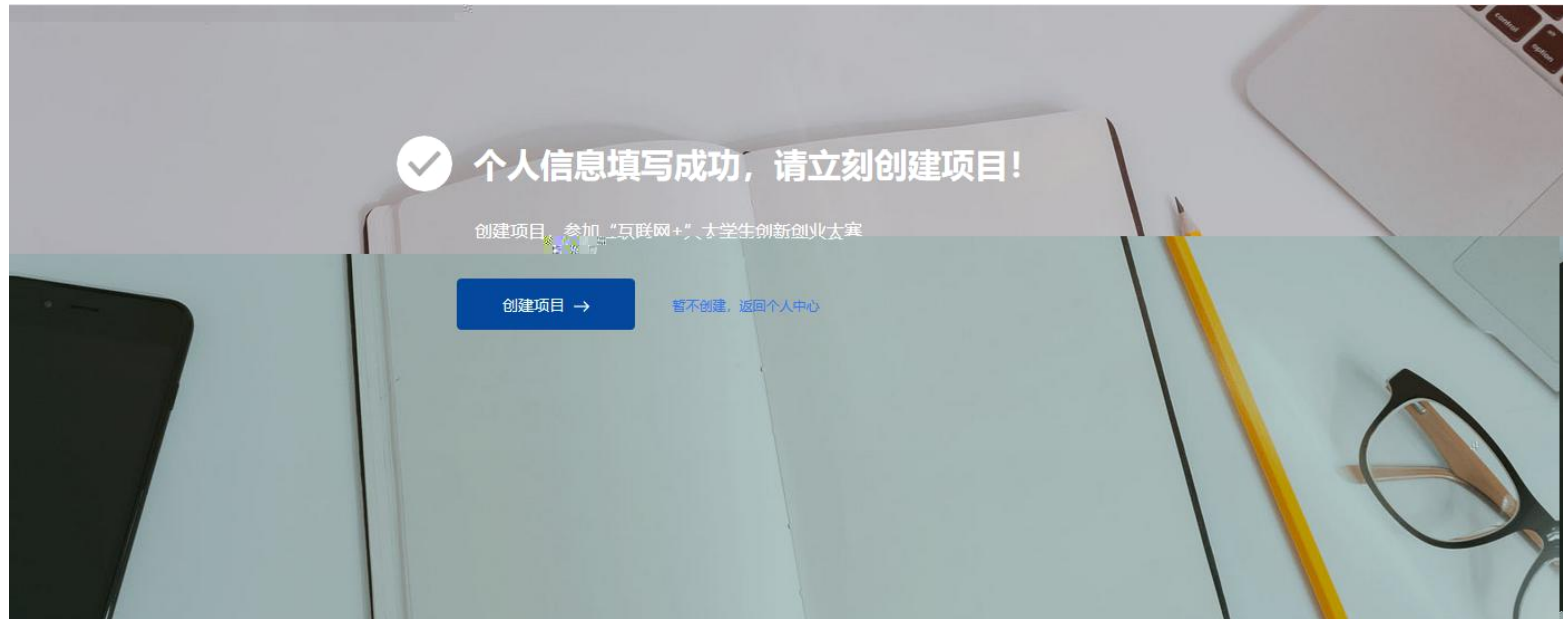 个人信息填写成功，请立刻创建项目！
创建项目，参加“互联网+”大学生创新创业大赛
创建项目 →
暂不创建，返回个人中心
control
option